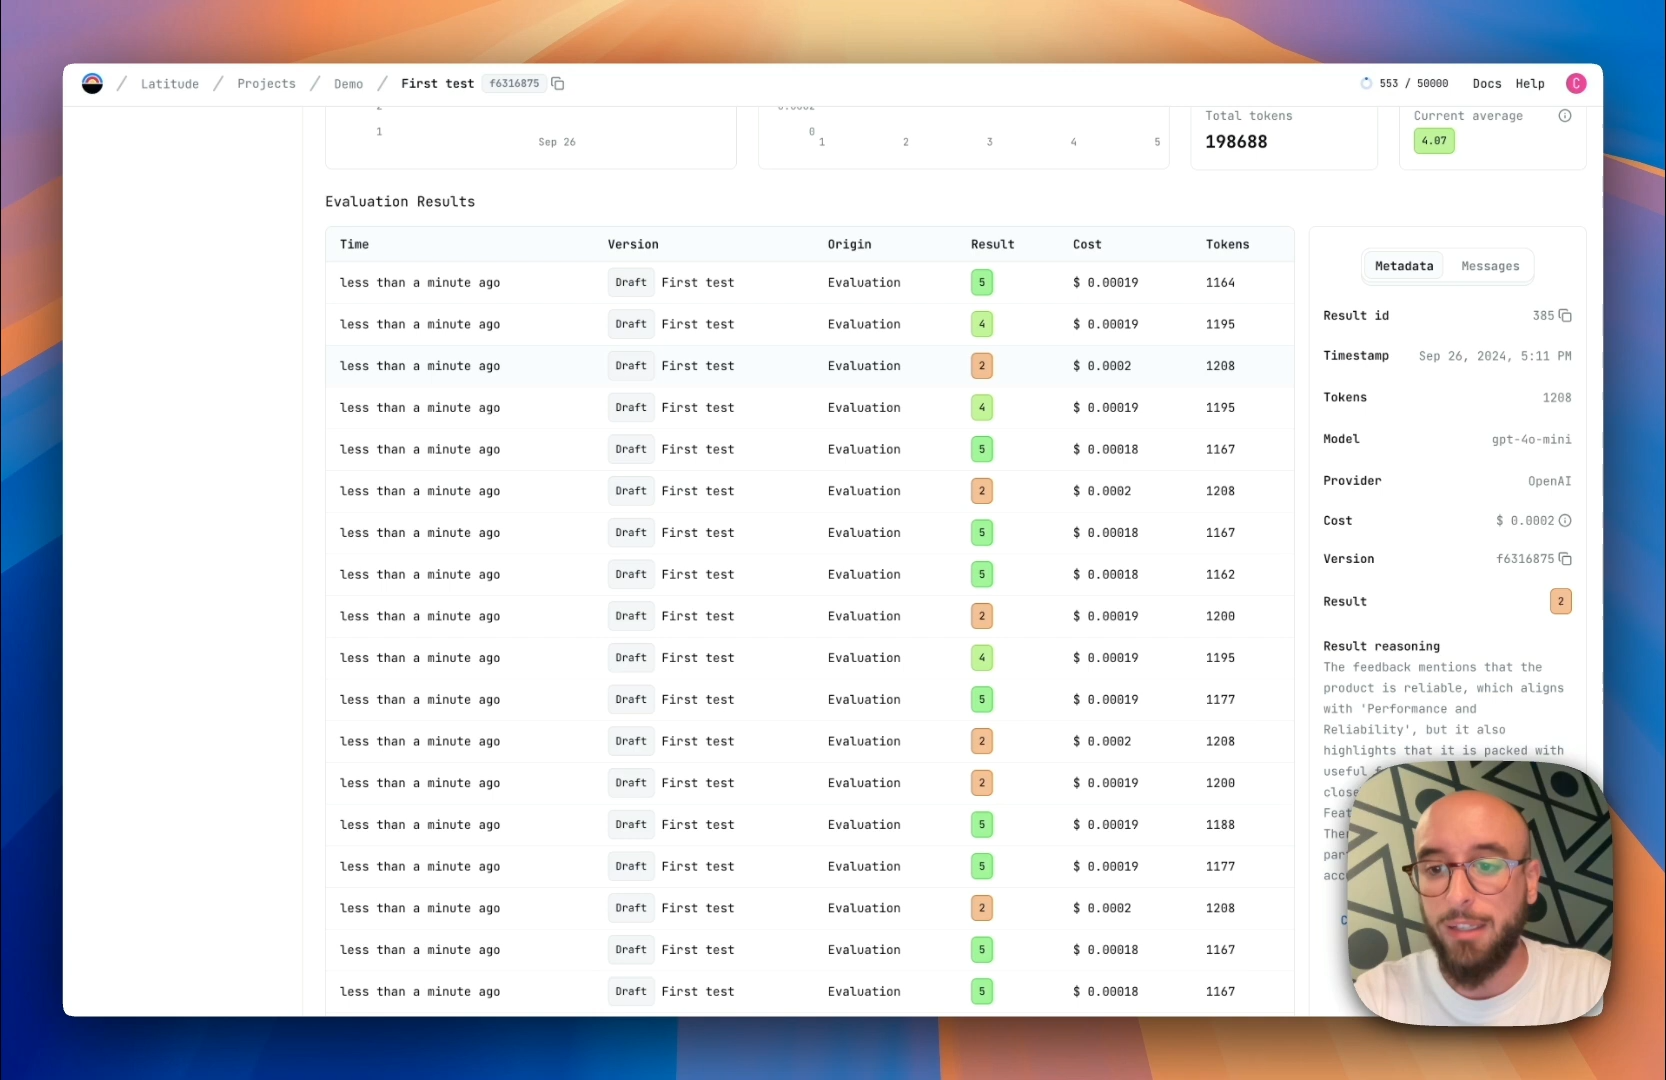 / Latitude / Projects / Demo / First test f6316875
553 / 50000 Docs Help C
2
1
Sep 26
0.0002
0
1 2 3 4 5
Total tokens
198688
Current average
4.07
Evaluation Results
Time Version Origin Result Cost Tokens
less than a minute ago Draft First test Evaluation 5 $ 0.00019 1164
less than a minute ago Draft First test Evaluation 4 $ 0.00019 1195
less than a minute ago Draft First test Evaluation 2 $ 0.0002 1208
less than a minute ago Draft First test Evaluation 4 $ 0.00019 1195
less than a minute ago Draft First test Evaluation 5 $ 0.00018 1167
less than a minute ago Draft First test Evaluation 2 $ 0.0002 1208
less than a minute ago Draft First test Evaluation 5 $ 0.00018 1167
less than a minute ago Draft First test Evaluation 5 $ 0.00018 1162
less than a minute ago Draft First test Evaluation 2 $ 0.00019 1200
less than a minute ago Draft First test Evaluation 4 $ 0.00019 1195
less than a minute ago Draft First test Evaluation 5 $ 0.00019 1177
less than a minute ago Draft First test Evaluation 2 $ 0.0002 1208
less than a minute ago Draft First test Evaluation 2 $ 0.00019 1200
less than a minute ago Draft First test Evaluation 5 $ 0.00019 1188
less than a minute ago Draft First test Evaluation 5 $ 0.00019 1177
less than a minute ago Draft First test Evaluation 2 $ 0.0002 1208
less than a minute ago Draft First test Evaluation 5 $ 0.00018 1167
less than a minute ago Draft First test Evaluation 5 $ 0.00018 1167
Metadata Messages
Result id 385
Timestamp Sep 26, 2024, 5:11 PM
Tokens 1208
Model gpt-4o-mini
Provider OpenAI
Cost $ 0.0002
Version f6316875
Result 2
Result reasoning
The feedback mentions that the
product is reliable, which aligns
with 'Performance and
Reliability', but it also
highlights that it is packed with
useful